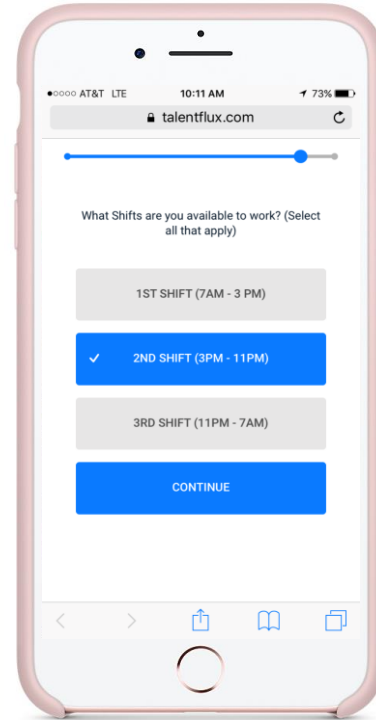 AT&T LTE 10:11 AM 73%
talentflux.com
What Shifts are you available to work? (Select
all that apply)
1ST SHIFT (7AM - 3 PM)
2ND SHIFT (3PM - 11PM)
3RD SHIFT (11PM - 7AM)
CONTINUE